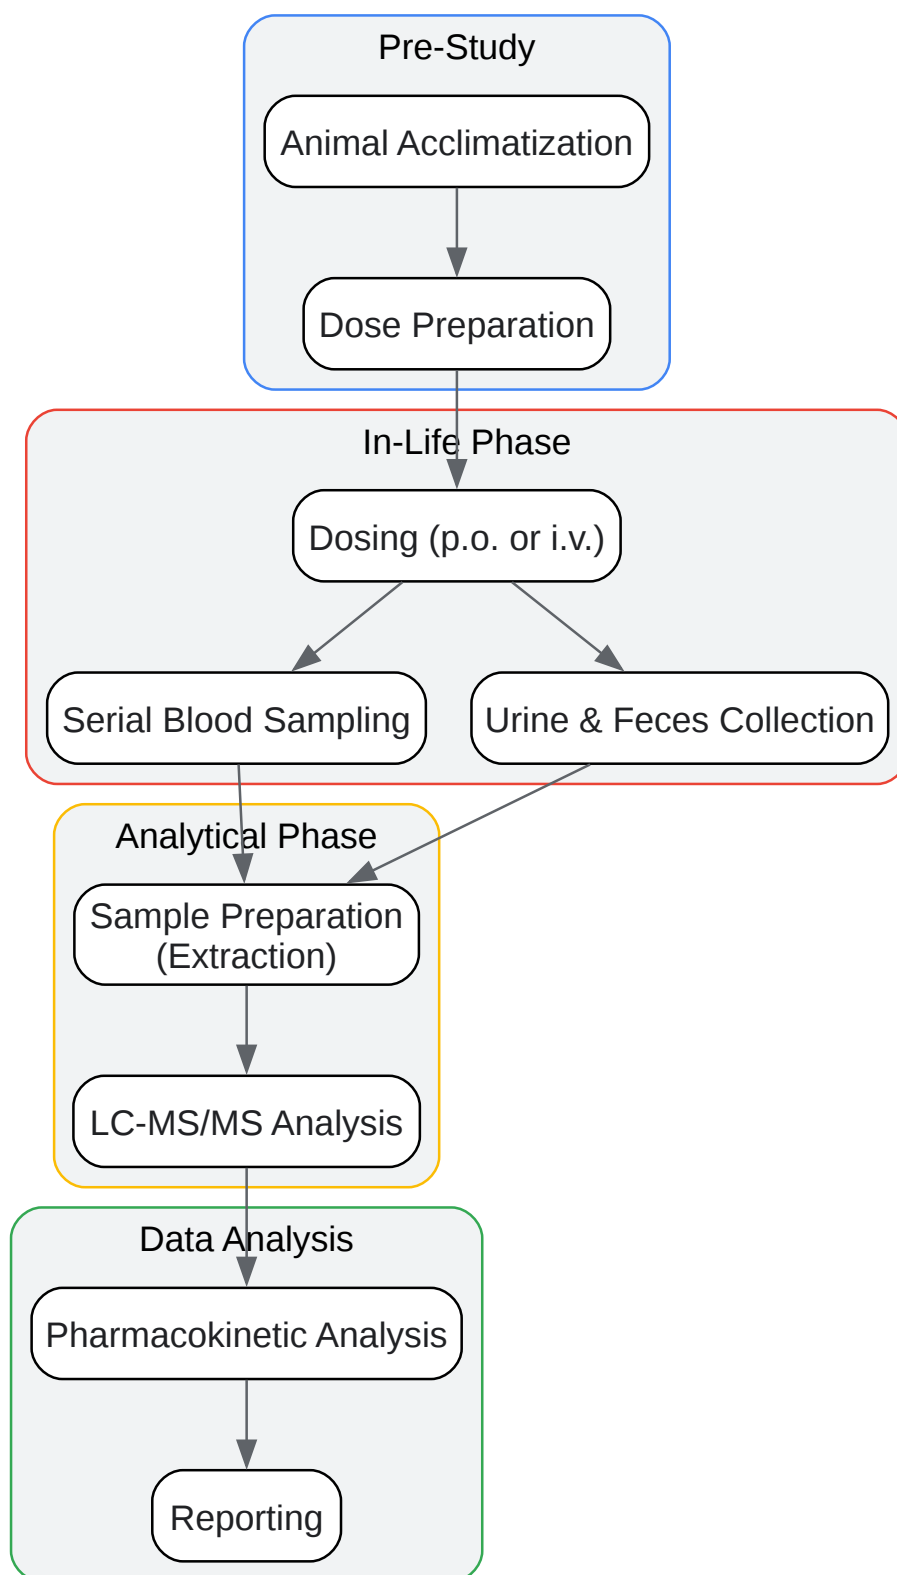 Pre-Study
Animal Acclimatization
Dose Preparation
In-Life Phase
Dosing (p.o. or i.v.)
Serial Blood Sampling
Urine & Feces Collection
Analytical Phase
Sample Preparation
(Extraction)
LC-MS/MS Analysis
Data Analysis
Pharmacokinetic Analysis
Reporting